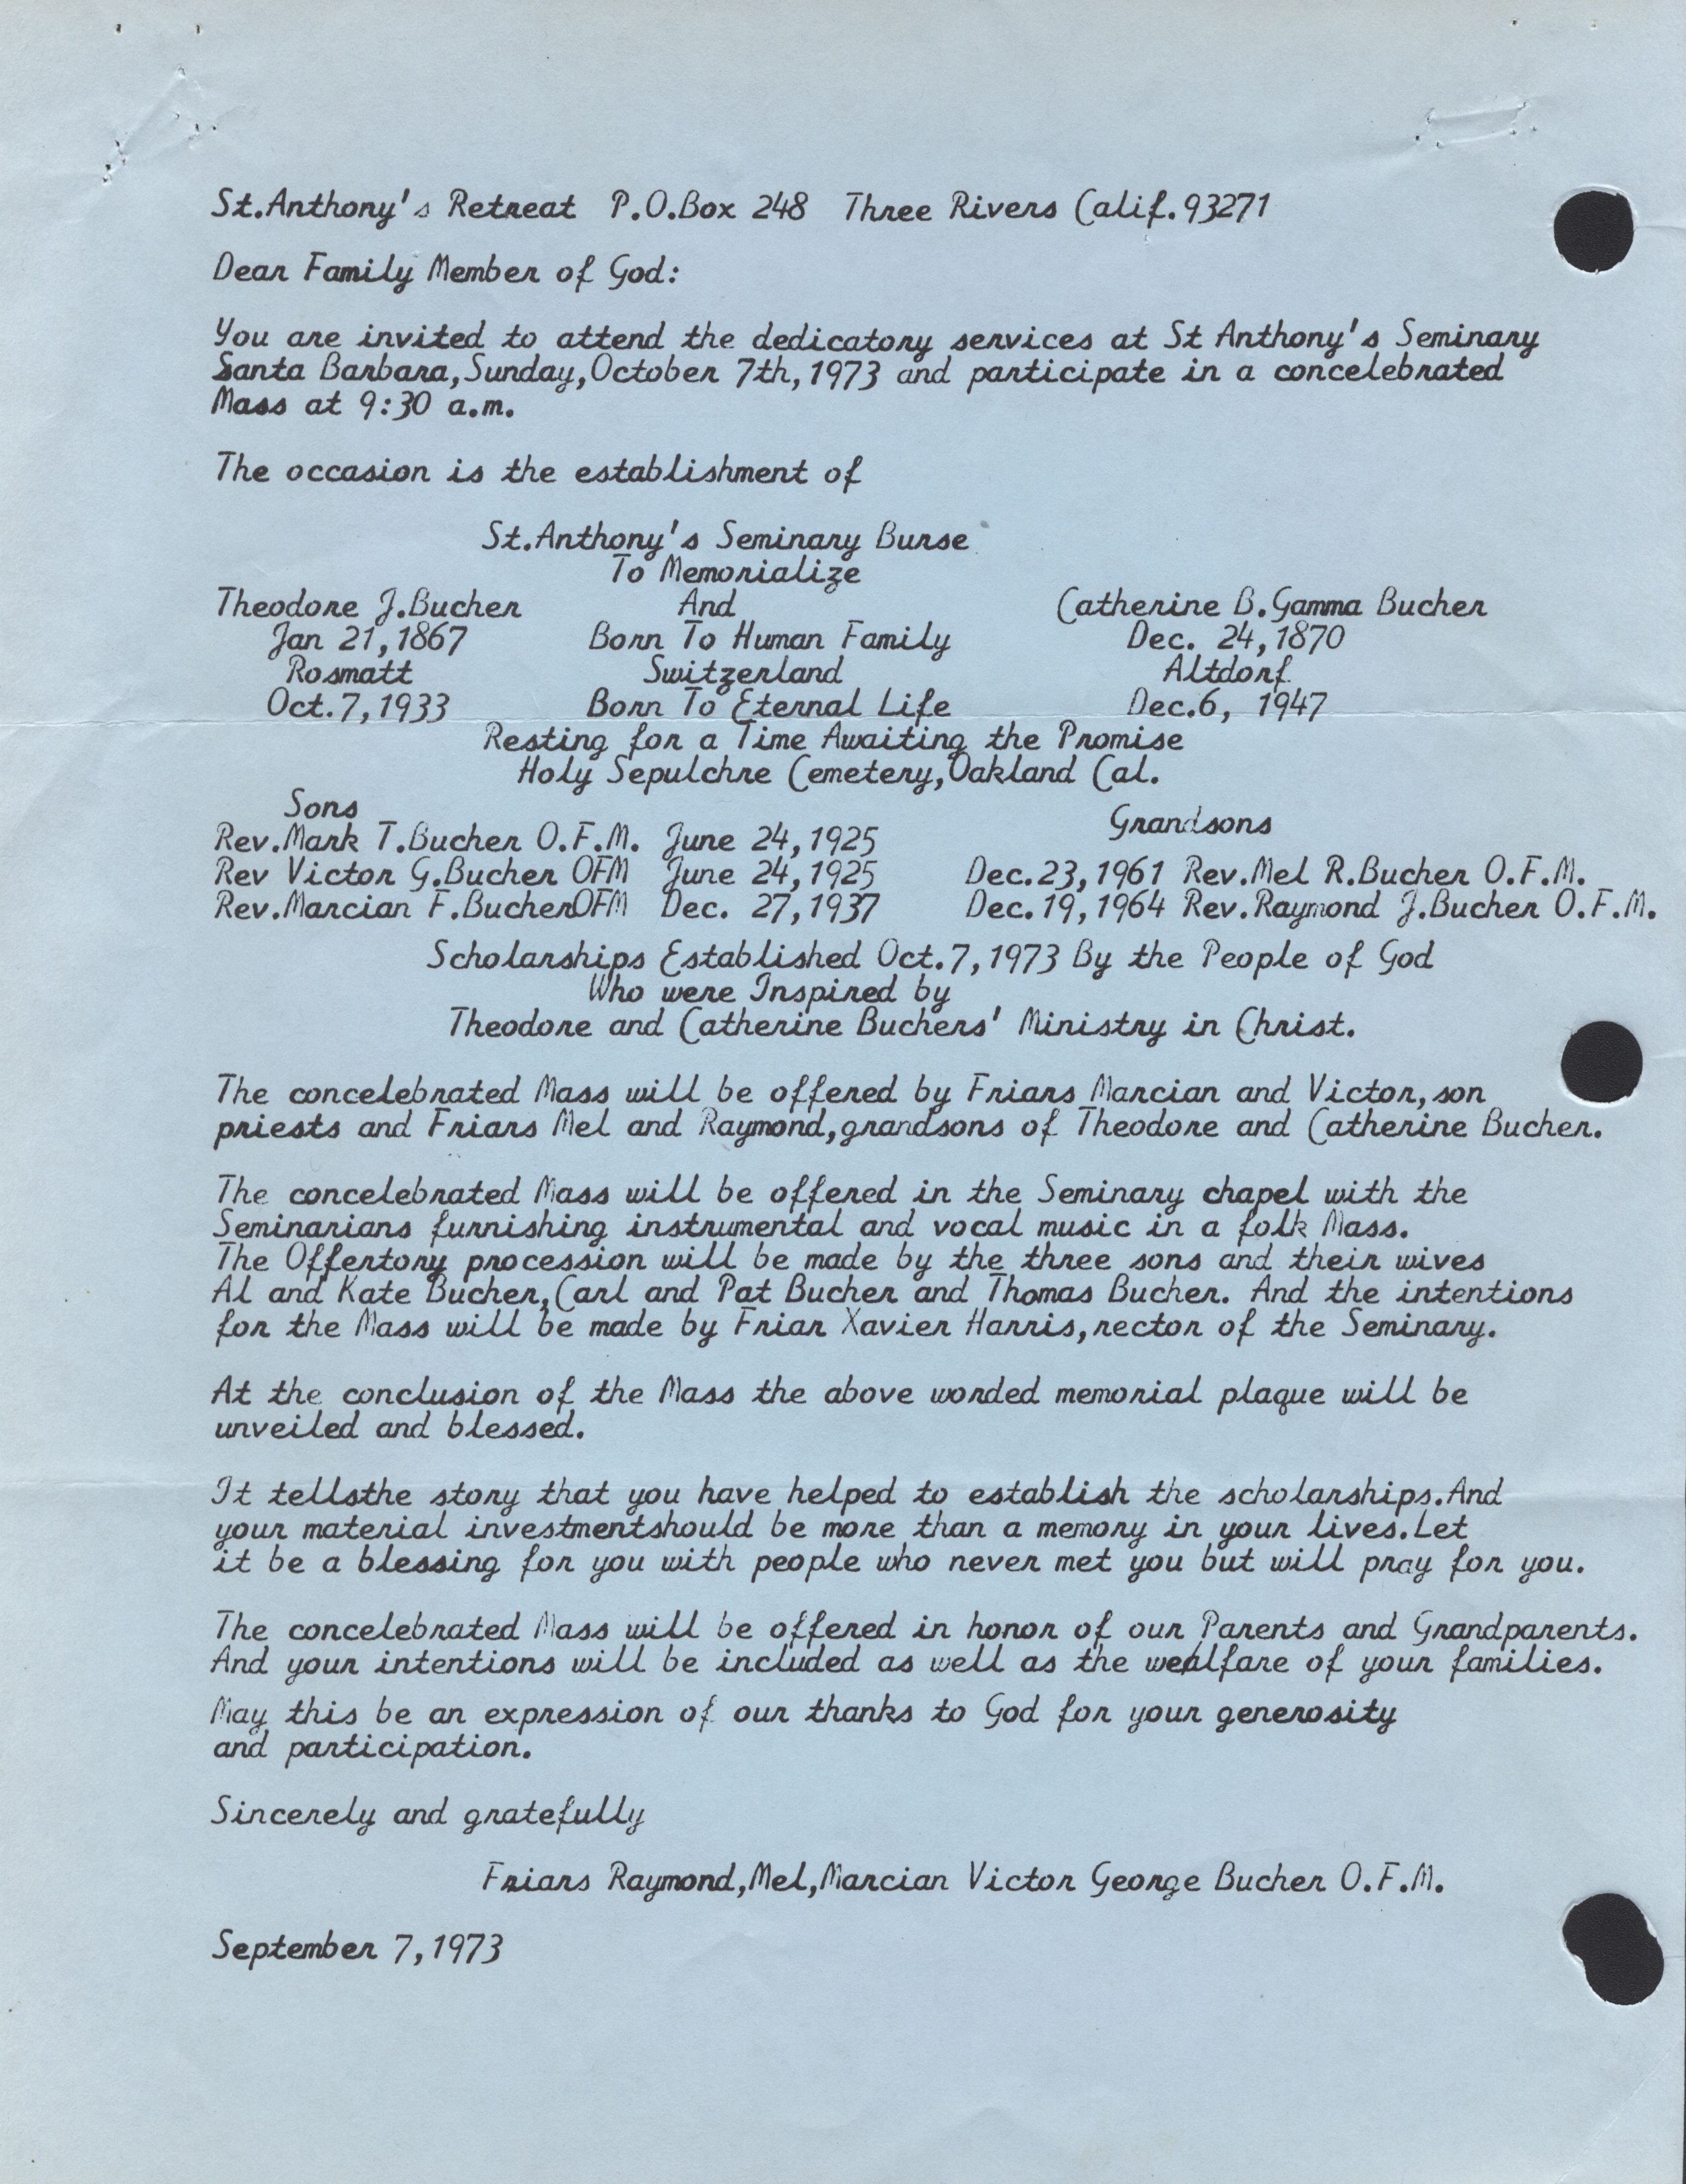 St.Anthony's Retreat P.O.Box 248 Three Rivers Calif.93271
Dear Family Member of God:
You are invited to attend the dedicatory services at St Anthony's Seminary
Santa Barbara,Sunday,October 7th,1973 and participate in a concelebrated
Mass at 9:30 a.m.
The occasion is the establishment of
St.Anthony's Seminary Burse
To Memorialize
Theodore J.Bucher And Catherine B.Gamma Bucher
Jan 21,1867 Born To Human Family Dec. 24,1870
Rosmatt Switzerland Altdorf
Oct.7,1933 Born To Eternal Life Dec.6, 1947
Resting for a Time Awaiting the Promise
Holy Sepulchre Cemetery,Oakland Cal.
Sons Grandsons
Rev.Mark T.Bucher O.F.M. June 24,1925
Rev Victor G.Bucher OFM June 24,1925 Dec.23,1961 Rev.Mel R.Bucher O.F.M.
Rev.Marcian F.BucherOFM Dec. 27,1937 Dec.19,1964 Rev.Raymond J.Bucher O.F.M.
Scholarships Established Oct.7,1973 By the People of God
Who were Inspired by
Theodore and Catherine Buchers' Ministry in Christ.
The concelebrated Mass will be offered by Friars Marcian and Victor,son
priests and Friars Mel and Raymond,grandsons of Theodore and Catherine Bucher.
The concelebrated Mass will be offered in the Seminary chapel with the
Seminarians furnishing instrumental and vocal music in a folk Mass.
The Offertory procession will be made by the three sons and their wives
Al and Kate Bucher,Carl and Pat Bucher and Thomas Bucher. And the intentions
for the Mass will be made by Friar Xavier Harris,rector of the Seminary.
At the conclusion of the Mass the above worded memorial plaque will be
unveiled and blessed.
It tellsthe story that you have helped to establish the scholarships.And
your material investmentshould be more than a memory in your lives.Let
it be a blessing for you with people who never met you but will pray for you.
The concelebrated Mass will be offered in honor of our Parents and Grandparents.
And your intentions will be included as well as the wealfare of your families.
May this be an expression of our thanks to God for your generosity
and participation.
Sincerely and gratefully
Friars Raymond,Mel,Marcian Victor George Bucher O.F.M.
September 7,1973